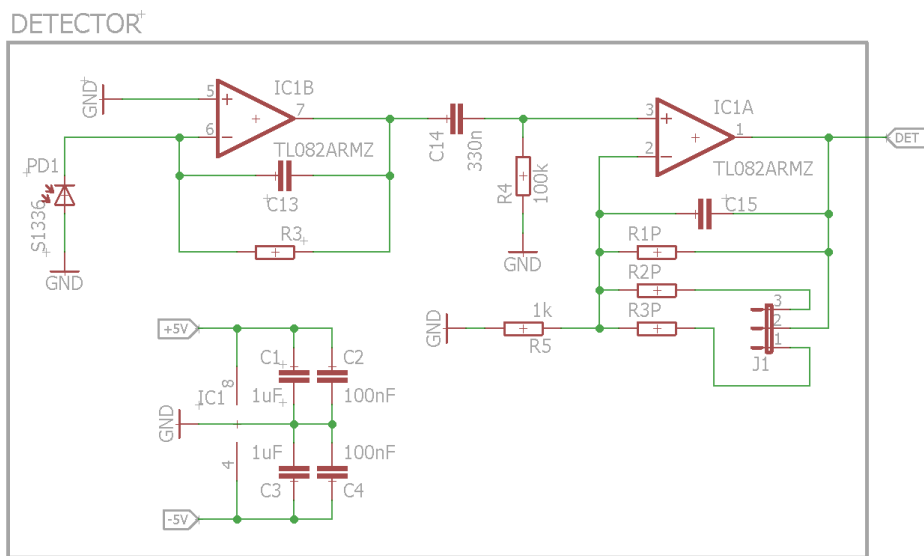 DETECTOR
GND
5
IC1B
7
6
TL082ARMZ
C13
R3
PD1
S1336
GND
C14
330n
R4
100k
GND
3
IC1A
1
2
TL082ARMZ
DET
C15
R1P
R2P
R3P
3
2
1
J1
GND
1k
R5
+5V
C1
C2
8
IC1
1uF
100nF
GND
1uF
100nF
4
C3
C4
-5V